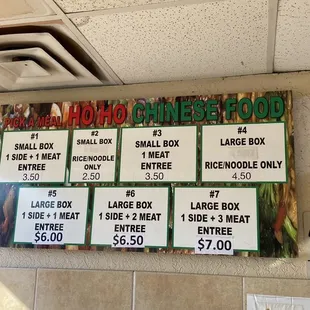 PICK A MEAL HO HO CHINESE FOOD
#1
SMALL BOX
1 SIDE + 1 MEAT
ENTREE
3.50
#2
SMALL BOX
RICE/NOODLE ONLY
2.50
#3
SMALL BOX
1 MEAT
ENTREE
3.50
#4
LARGE BOX
RICE/NOODLE ONLY
4.50
#5
LARGE BOX
1 SIDE + 1 MEAT
ENTREE
$6.00
#6
LARGE BOX
1 SIDE + 2 MEAT
ENTREE
$6.50
#7
LARGE BOX
1 SIDE + 3 MEAT
ENTREE
$7.00